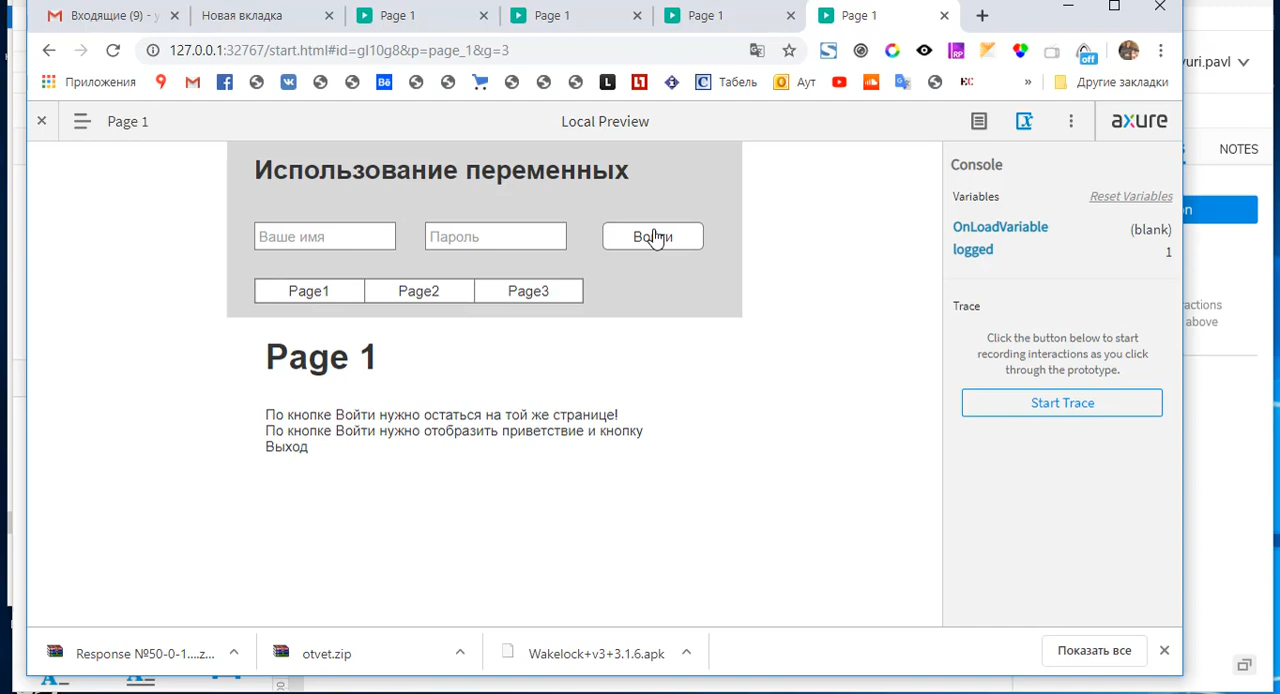 Входящие (9) - y
Новая вкладка
Page 1
Page 1
Page 1
Page 1
127.0.0.1:32767/start.html#id=gl10g8&p=page_1&g=3
off
yuri.pavl
Приложения
Табель
Аут
»
Другие закладки
Page 1
Local Preview
axure
NOTES
Использование переменных
Ваше имя
Пароль
Войти
Page1
Page2
Page3
Page 1
По кнопке Войти нужно остаться на той же странице!
По кнопке Войти нужно отобразить приветствие и кнопку
Выход
Console
Variables
Reset Variables
OnLoadVariable
(blank)
logged
1
Trace
Click the button below to start
recording interactions as you click
through the prototype.
Start Trace
actions
above
Response №50-0-1....z...
otvet.zip
Wakelock+v3+3.1.6.apk
Показать все